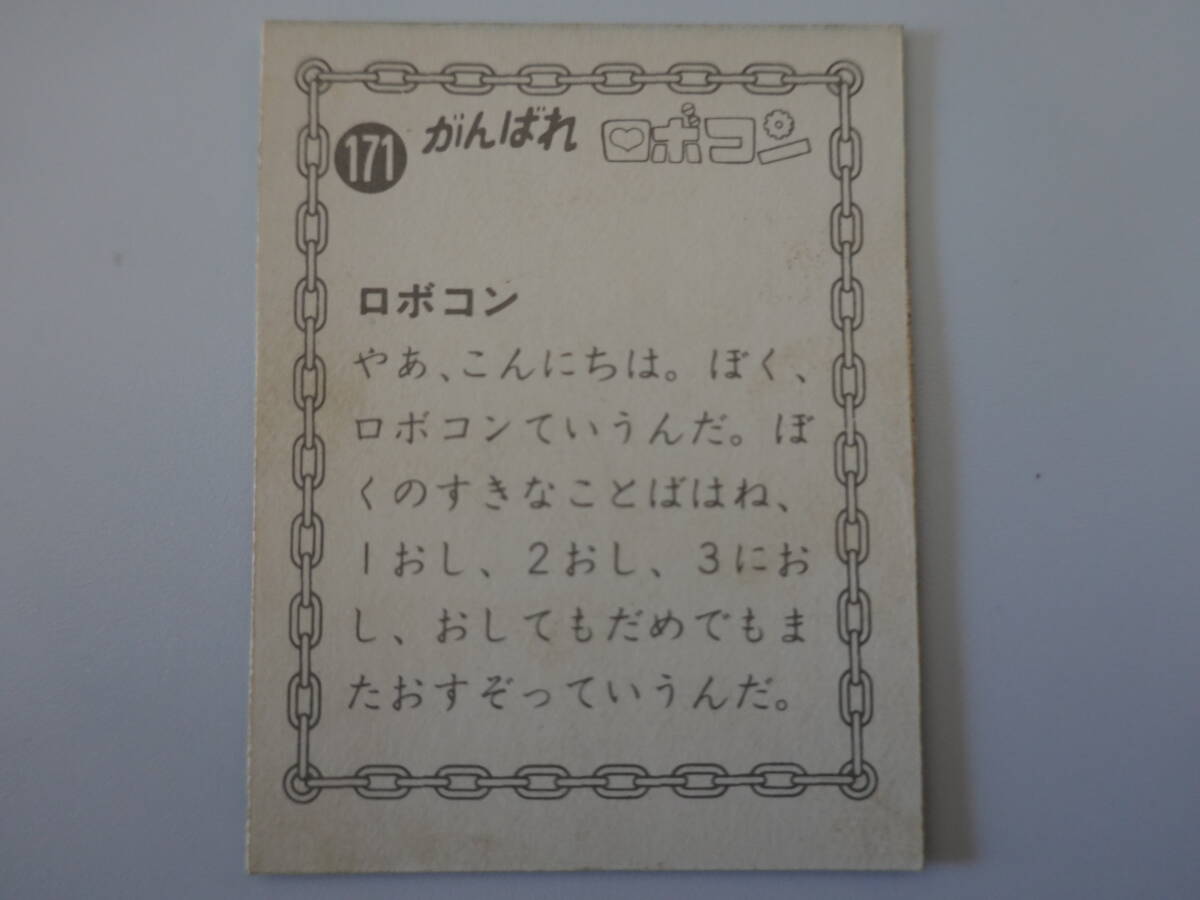 171 がんばれ ロボコン
ロボコン
やあ、こんにちは。ぼく、
ロボコンていうんだ。ぼ
くのすきなことばはね、
1おし、2おし、3にお
し、おしてもだめでもま
たおすぞっていうんだ。